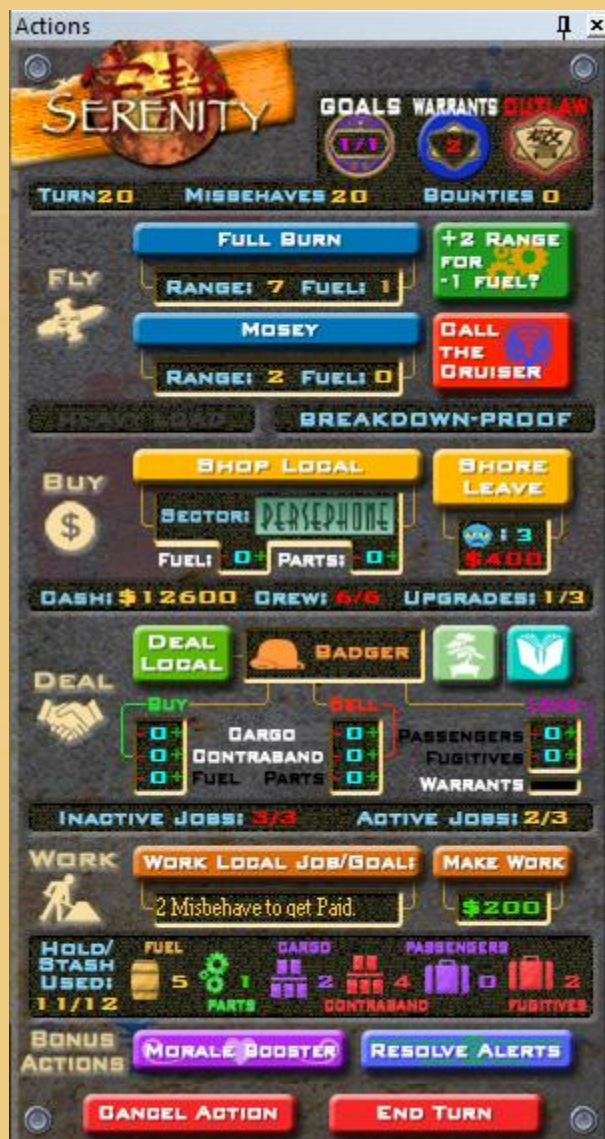 Actions
SERENITY
GOALS WARRANTS OUTLAW
1/1 2
TURN 20 MISBEHAVES 20 BOUNTIES 0
FLY
FULL BURN
RANGE: 7 FUEL: 1
+2 RANGE
FOR
-1 FUEL?
MOSEY
RANGE: 2 FUEL: 0
CALL
THE
CRUISER
BREAKDOWN-PROOF
BUY
$
SHOP LOCAL
SECTOR: PERSEPHONE
FUEL: -0+ PARTS: -0+
SHORE
LEAVE
: 3
$400
CASH: $12600 CREW: 6/6 UPGRADES: 1/3
DEAL
DEAL
LOCAL
BADGER
BUY SELL LOAD
-0+ CARGO -0+ PASSENGERS -0+
-0+ CONTRABAND -0+ FUGITIVES -0+
-0+ FUEL PARTS -0+ WARRANTS
INACTIVE JOBS: 3/3 ACTIVE JOBS: 2/3
WORK
WORK LOCAL JOB/GOAL:
2 Misbehave to get Paid.
MAKE WORK
$200
HOLD/
STASH
USED:
11/12
FUEL 5
PARTS 1
CARGO 2
CONTRABAND 4
PASSENGERS 0
FUGITIVES 2
BONUS
ACTIONS
MORALE BOOSTER
RESOLVE ALERTS
CANCEL ACTION
END TURN